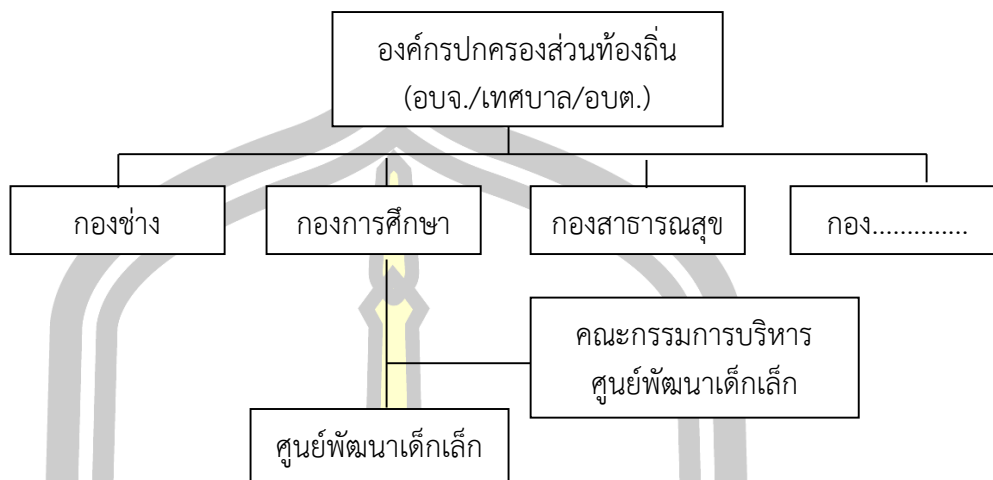 องค์กรปกครองส่วนท้องถิ่น
(อบจ./เทศบาล/อบต.)
กองช่าง
กองการศึกษา
กองสาธารณสุข
กอง..............
คณะกรรมการบริหาร
ศูนย์พัฒนาเด็กเล็ก
ศูนย์พัฒนาเด็กเล็ก